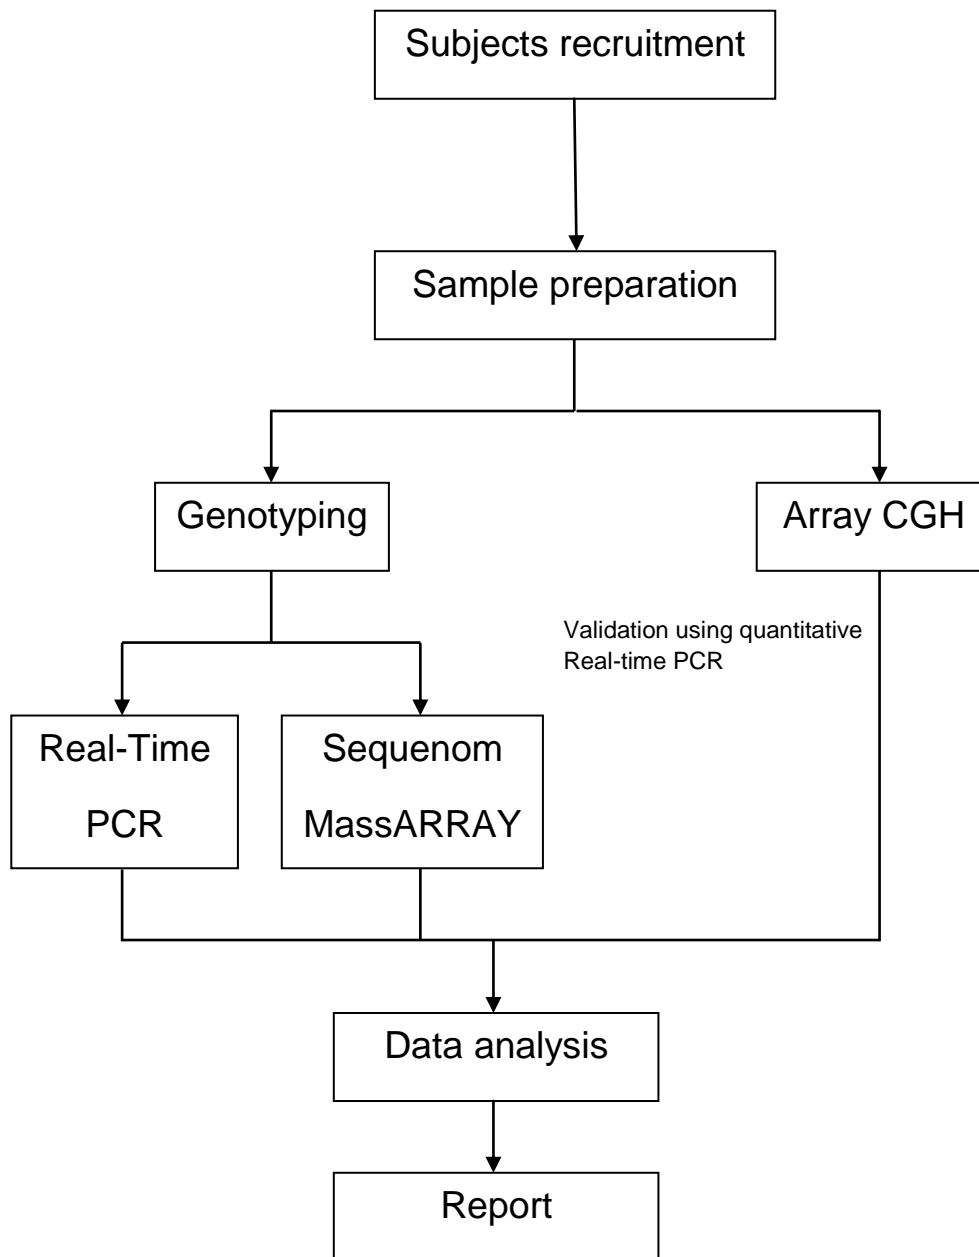 Subjects recruitment
Sample preparation
Genotyping
Array CGH
Validation using quantitative
Real-time PCR
Real-Time
PCR
Sequenom
MassARRAY
Data analysis
Report